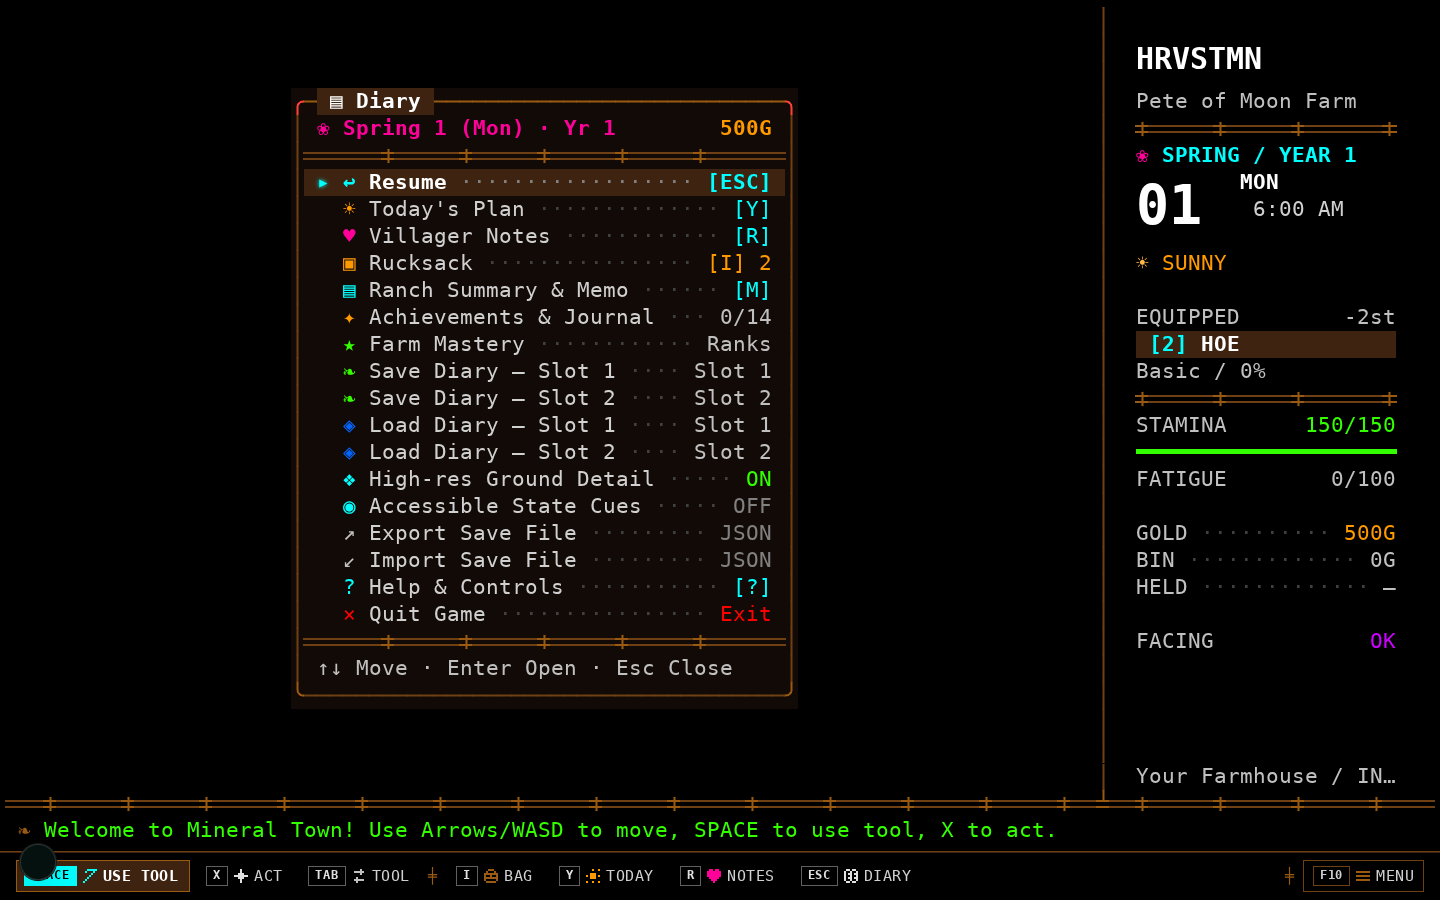 Diary
Spring 1 (Mon) · Yr 1 500G
Resume [ESC]
Today's Plan [Y]
Villager Notes [R]
Rucksack [I] 2
Ranch Summary & Memo [M]
Achievements & Journal 0/14
Farm Mastery Ranks
Save Diary — Slot 1 Slot 1
Save Diary — Slot 2 Slot 2
Load Diary — Slot 1 Slot 1
Load Diary — Slot 2 Slot 2
High-res Ground Detail ON
Accessible State Cues OFF
Export Save File JSON
Import Save File JSON
Help & Controls [?]
Quit Game Exit
↑↓ Move · Enter Open · Esc Close
HRVSTMN
Pete of Moon Farm
SPRING / YEAR 1
01 MON
6:00 AM
SUNNY
EQUIPPED -2st
[2] HOE
Basic / 0%
STAMINA 150/150
FATIGUE 0/100
GOLD 500G
BIN 0G
HELD —
FACING OK
Your Farmhouse / IN…
Welcome to Mineral Town! Use Arrows/WASD to move, SPACE to use tool, X to act.
USE TOOL X ACT TAB TOOL I BAG Y TODAY R NOTES ESC DIARY F10 MENU